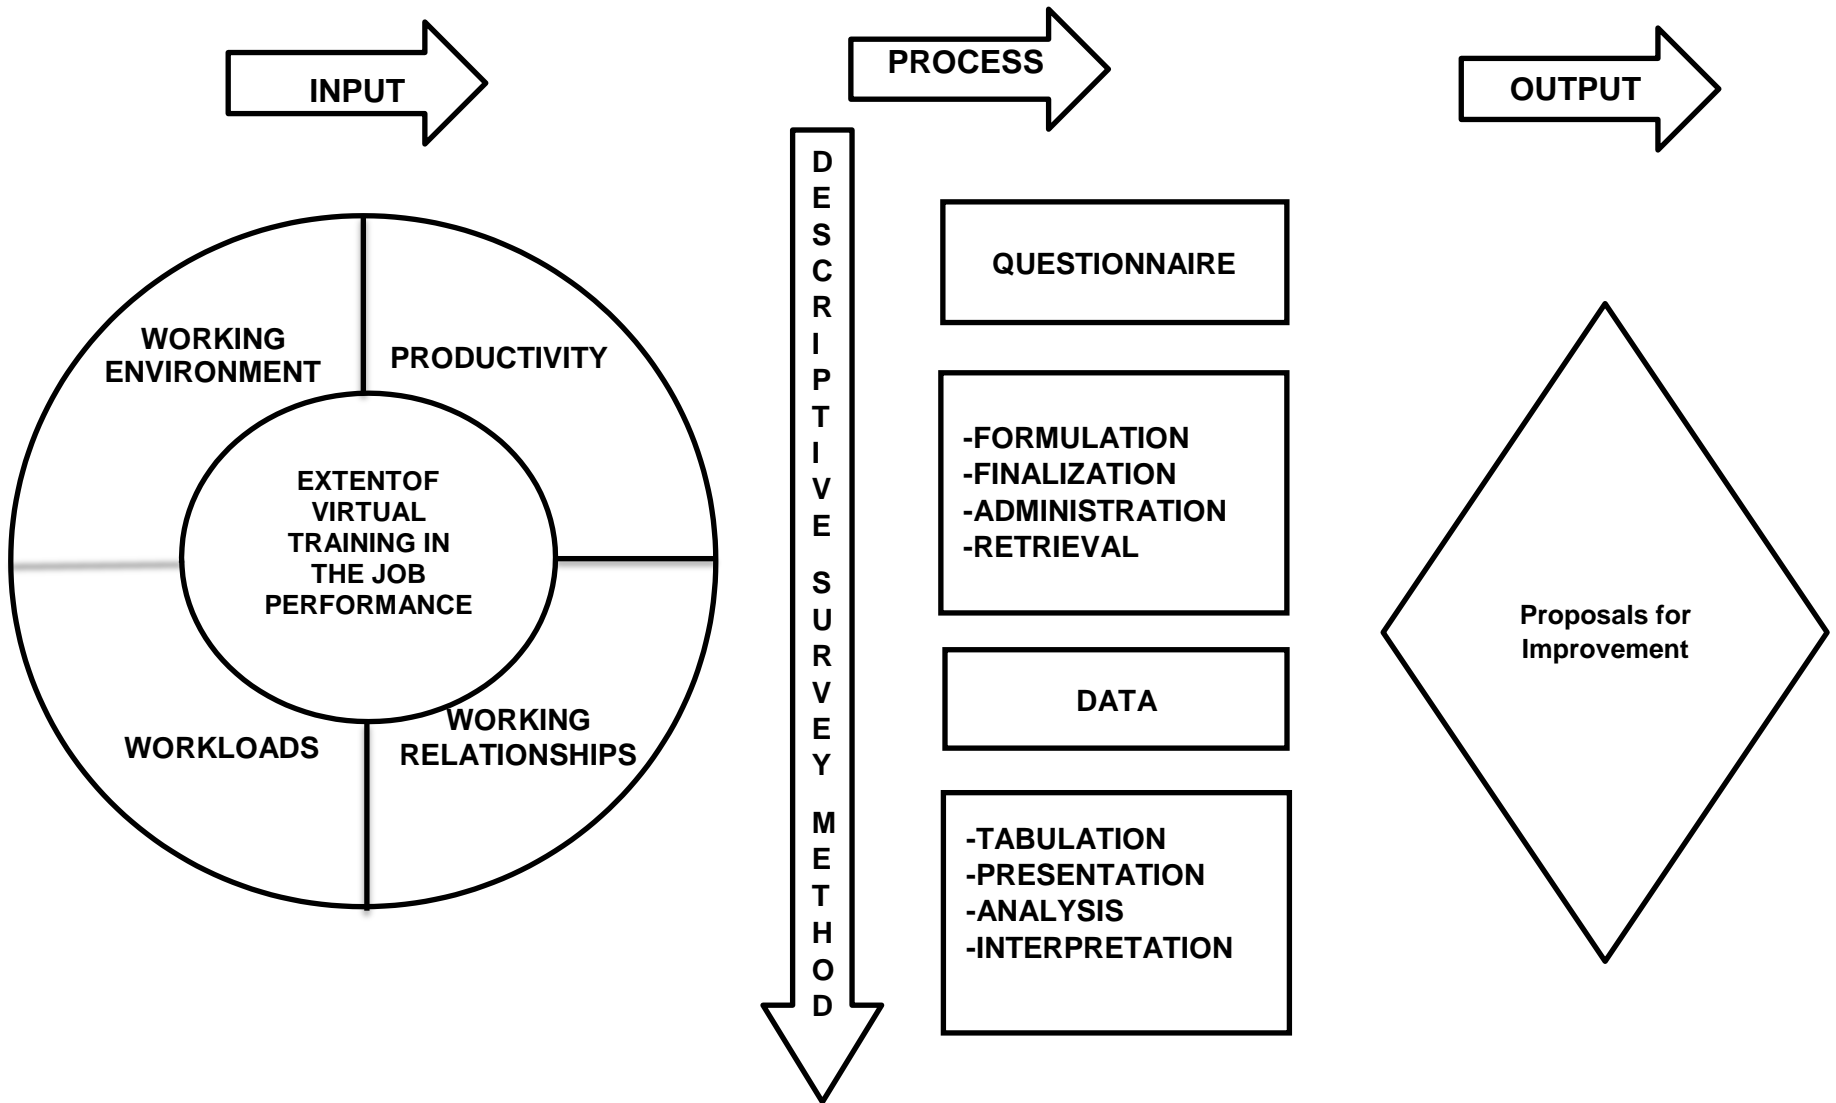 INPUT
PROCESS
OUTPUT
WORKING
ENVIRONMENT
PRODUCTIVITY
EXTENTOF
VIRTUAL
TRAINING IN
THE JOB
PERFORMANCE
WORKLOADS
WORKING
RELATIONSHIPS
DESCRIPTIVE SURVEY METHOD
QUESTIONNAIRE
-FORMULATION
-FINALIZATION
-ADMINISTRATION
-RETRIEVAL
DATA
-TABULATION
-PRESENTATION
-ANALYSIS
-INTERPRETATION
Proposals for
Improvement